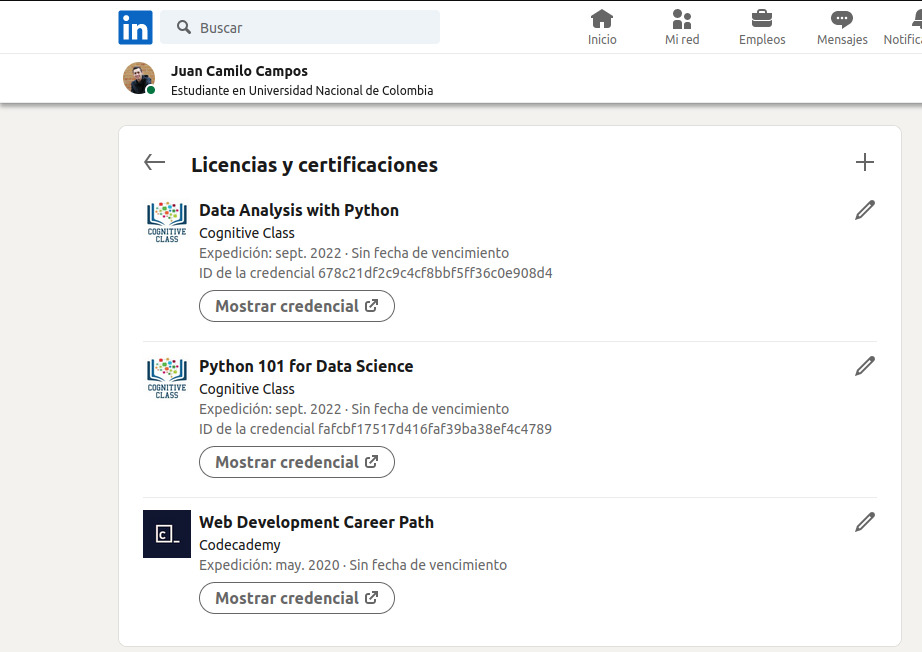 in
Buscar
Inicio
Mi red
Empleos
Mensajes
Notifica
Juan Camilo Campos
Estudiante en Universidad Nacional de Colombia
Licencias y certificaciones
COGNITIVE
CLASS
Data Analysis with Python
Cognitive Class
Expedición: sept. 2022 · Sin fecha de vencimiento
ID de la credencial 678c21df2c9c4cf8bbf5ff36c0e908d4
Mostrar credencial
COGNITIVE
CLASS
Python 101 for Data Science
Cognitive Class
Expedición: sept. 2022 · Sin fecha de vencimiento
ID de la credencial fafcbf17517d416faf39ba38ef4c4789
Mostrar credencial
c_
Web Development Career Path
Codecademy
Expedición: may. 2020 · Sin fecha de vencimiento
Mostrar credencial